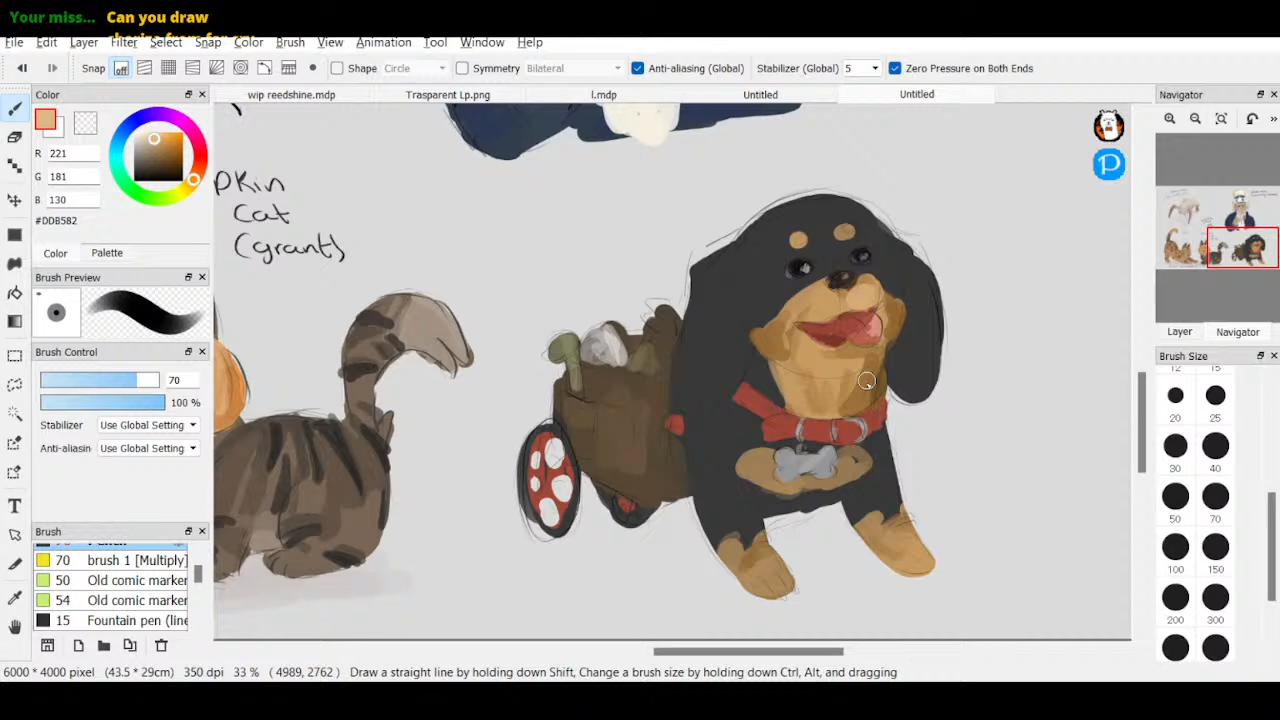 Your miss... Can you draw
File Edit Layer Filter Select Snap Color Brush View Animation Tool Window Help
Snap off Shape Circle Symmetry Bilateral Anti-aliasing (Global) Stabilizer (Global) 5 Zero Pressure on Both Ends
Color
wip reedshine.mdp Trasparent Lp.png l.mdp Untitled Untitled
Navigator
R 221
G 181
B 130
#DDB582
Color Palette
pkin
Cat
(grant)
Brush Preview
Layer Navigator
Brush Control
Brush Size
70
100 %
Stabilizer Use Global Setting
Anti-aliasin Use Global Setting
12 15
20 25
30 40
50 70
100 150
200 300
Brush
70 brush 1 [Multiply]
50 Old comic marker
54 Old comic marker
15 Fountain pen (line
6000 * 4000 pixel (43.5 * 29cm) 350 dpi 33 % ( 4989, 2762 ) Draw a straight line by holding down Shift, Change a brush size by holding down Ctrl, Alt, and dragging